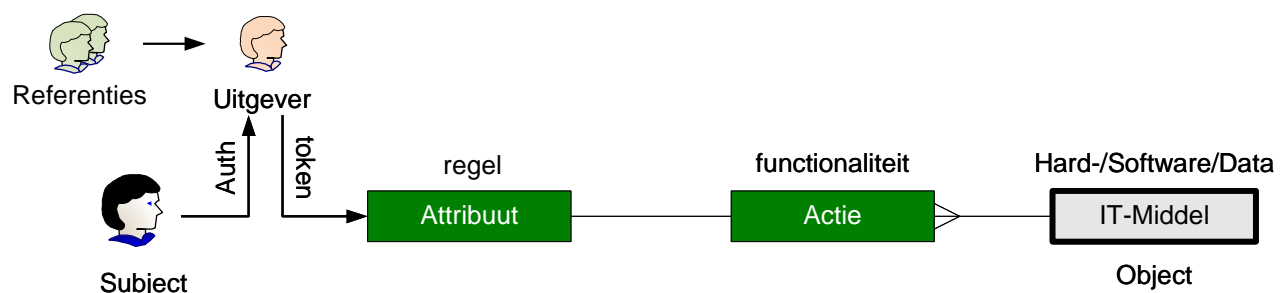 Referenties
Uitgever
Auth
token
Subject
regel
Attribuut
functionaliteit
Actie
Hard-/Software/Data
IT-Middel
Object